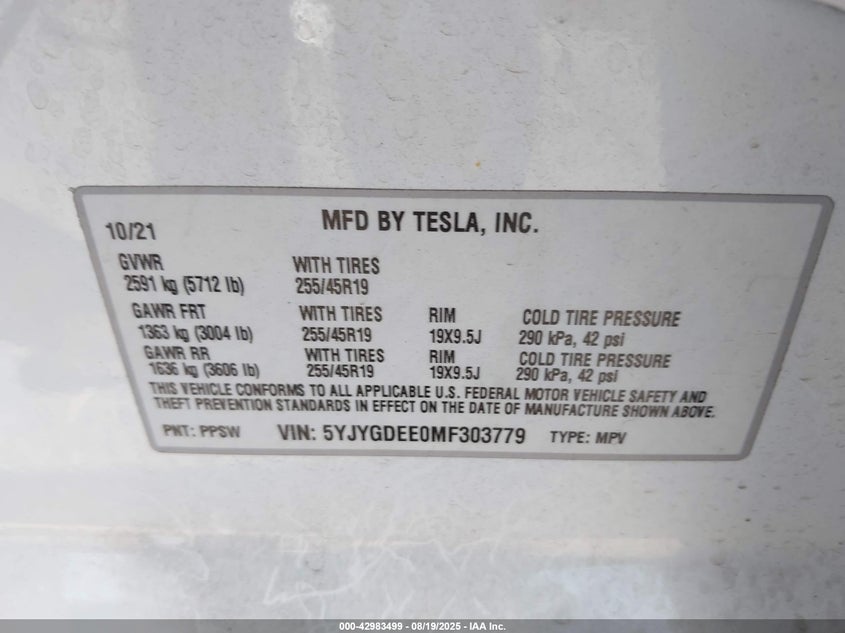 10/21 MFD BY TESLA, INC.
GVWR
2591 kg (5712 lb) WITH TIRES 255/45R19
GAWR FRT WITH TIRES RIM COLD TIRE PRESSURE
1363 kg (3004 lb) 255/45R19 19X9.5J 290 kPa, 42 psi
GAWR RR WITH TIRES RIM COLD TIRE PRESSURE
1636 kg (3606 lb) 255/45R19 19X9.5J 290 kPa, 42 psi
THIS VEHICLE CONFORMS TO ALL APPLICABLE U.S. FEDERAL MOTOR VEHICLE SAFETY AND
THEFT PREVENTION STANDARDS IN EFFECT ON THE DATE OF MANUFACTURE SHOWN ABOVE.
PNT: PPSW VIN: 5YJYGDEE0MF303779 TYPE: MPV
000-42983499 - 08/19/2025 - IAA Inc.